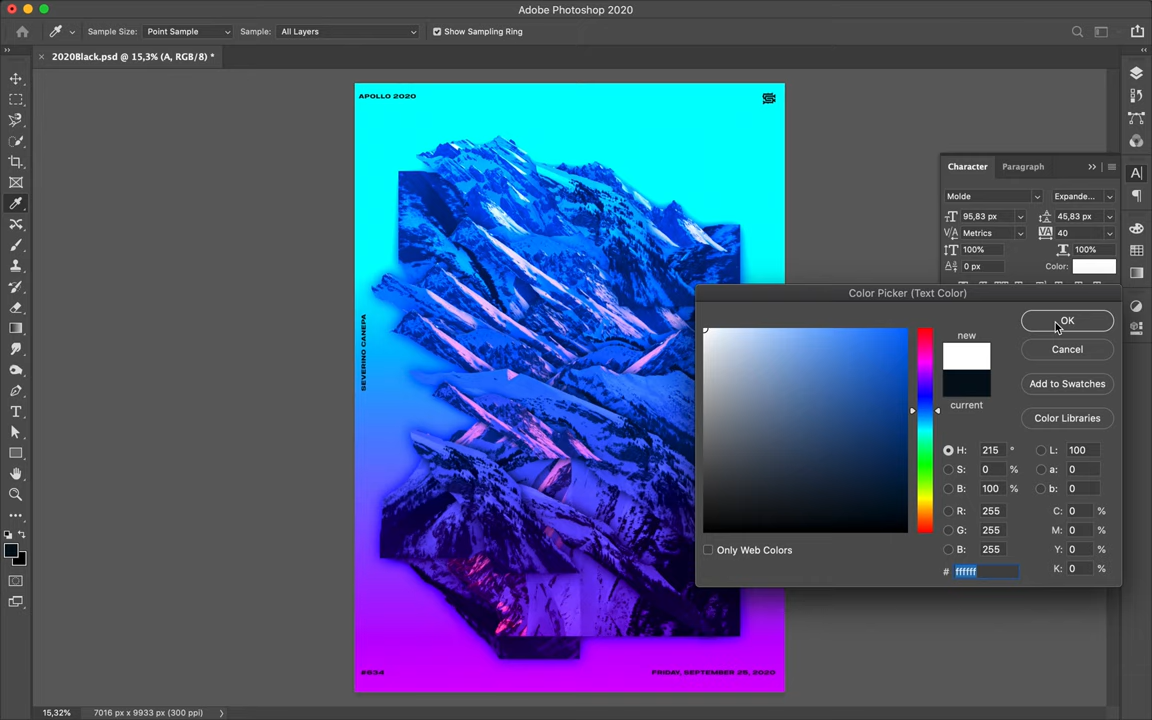 Adobe Photoshop 2020
Sample Size: Point Sample Sample: All Layers Show Sampling Ring
2020Black.psd @ 15,3% (A, RGB/8) *
APOLLO 2020
SEVERINO CANEPA
#634
FRIDAY, SEPTEMBER 25, 2020
Character Paragraph
Molde Expande...
95,83 px 45,83 px
Metrics 40
100% 100%
0 px Color:
Color Picker (Text Color)
new
current
OK
Cancel
Add to Swatches
Color Libraries
H: 215 ° L: 100
S: 0 % a: 0
B: 100 % b: 0
R: 255 C: 0 %
G: 255 M: 0 %
B: 255 Y: 0 %
# ffffff K: 0 %
Only Web Colors
15,32% 7016 px x 9933 px (300 ppi)